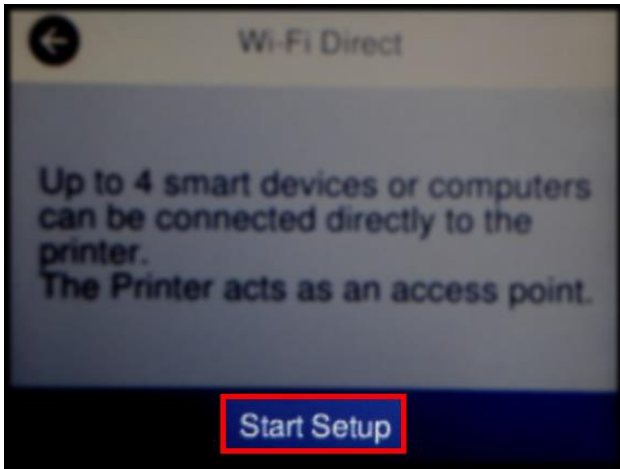 Wi-Fi Direct
Up to 4 smart devices or computers
can be connected directly to the
printer.
The Printer acts as an access point.
Start Setup